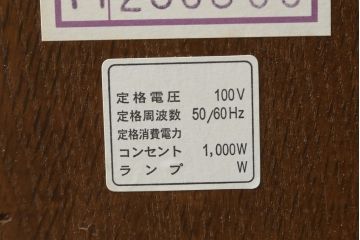 定格電圧 100V
定格周波数 50/60Hz
定格消費電力
コンセント 1,000W
ランプ W